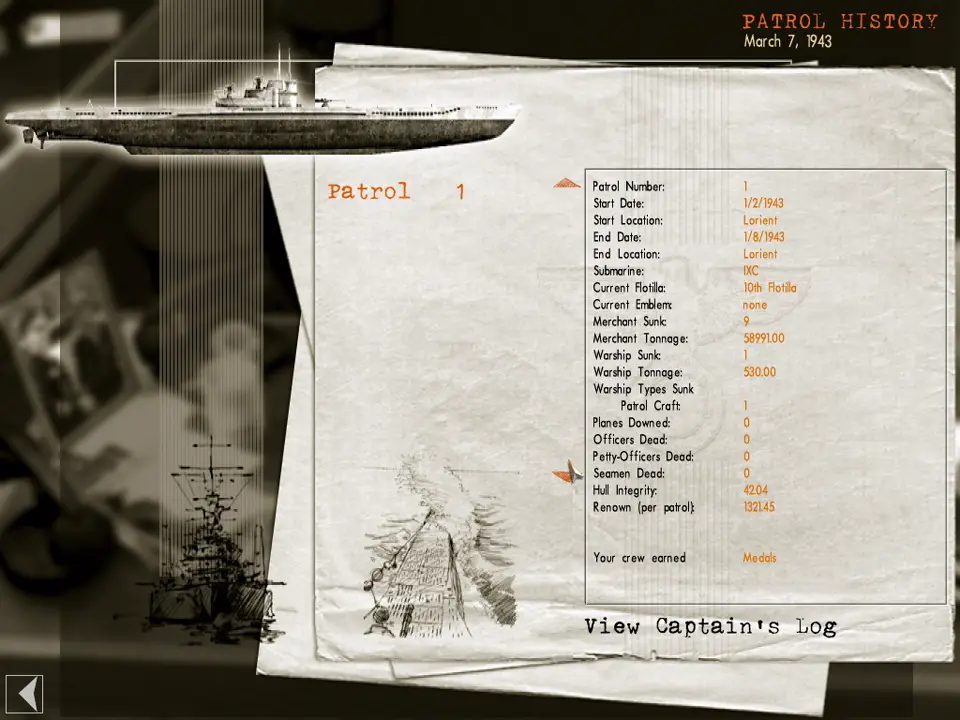 PATROL HISTORY
March 7, 1943
Patrol 1
Patrol Number: 1
Start Date: 1/2/1943
Start Location: Lorient
End Date: 1/8/1943
End Location: Lorient
Submarine: IXC
Current Flotilla: 10th Flotilla
Current Emblem: none
Merchant Sunk: 9
Merchant Tonnage: 58991.00
Warship Sunk: 1
Warship Tonnage: 530.00
Warship Types Sunk
Patrol Craft: 1
Planes Downed: 0
Officers Dead: 0
Petty-Officers Dead: 0
Seamen Dead: 0
Hull Integrity: 42.04
Renown (per patrol): 1321.45
Your crew earned Medals
View Captain's Log